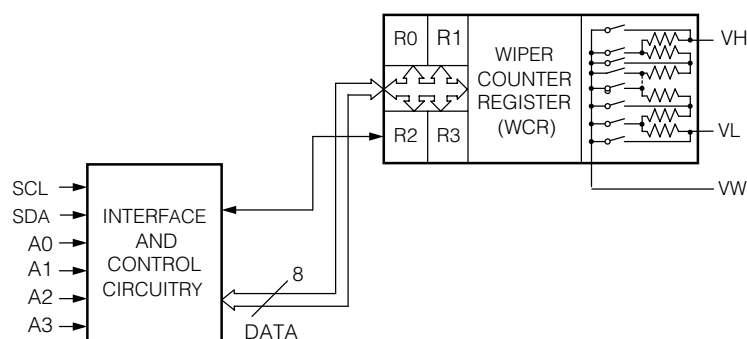 R0 R1
R2 R3
WIPER
COUNTER
REGISTER
(WCR)
VH
VL
VW
SCL
SDA
A0
A1
A2
A3
INTERFACE
AND
CONTROL
CIRCUITRY
8
DATA